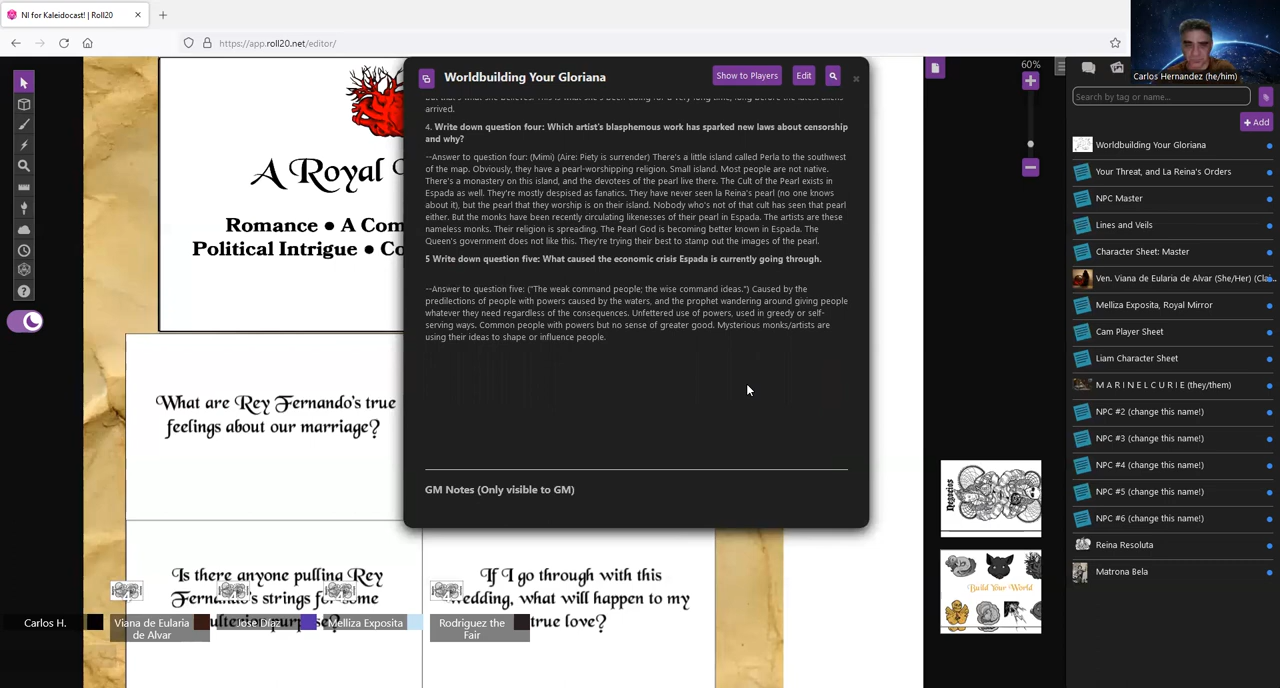 NI for Kaleidocast! | Roll20
https://app.roll20.net/editor/
Carlos Hernandez (he/him)
60%
Search by tag or name...
+ Add
Worldbuilding Your Gloriana
Your Threat, and La Reina's Orders
NPC Master
Lines and Veils
Character Sheet: Master
Ven. Viana de Eularia de Alvar (She/Her)
Melliza Exposita, Royal Mirror
Cam Player Sheet
Liam Character Sheet
M A R I N E L C U R I E (they/them)
NPC #2 (change this name!)
NPC #3 (change this name!)
NPC #4 (change this name!)
NPC #5 (change this name!)
NPC #6 (change this name!)
Reina Resoluta
Matrona Bela
Worldbuilding Your Gloriana
Show to Players
Edit
arrived.
4. Write down question four: Which artist's blasphemous work has sparked new laws about censorship
and why?
--Answer to question four: (Mimi) (Aire: Piety is surrender) There's a little island called Perla to the southwest
of the map. Obviously, they have a pearl-worshipping religion. Small island. Most people are not native.
There's a monastery on this island, and the devotees of the pearl live there. The Cult of the Pearl exists in
Espada as well. They're mostly despised as fanatics. They have never seen la Reina's pearl (no one knows
about it), but the pearl that they worship is on their island. Nobody who's not of that cult has seen that pearl
either. But the monks have been recently circulating likenesses of their pearl in Espada. The artists are these
nameless monks. Their religion is spreading. The Pearl God is becoming better known in Espada. The
Queen's government does not like this. They're trying their best to stamp out the images of the pearl.
5 Write down question five: What caused the economic crisis Espada is currently going through.
--Answer to question five: ("The weak command people; the wise command ideas.") Caused by the
predilections of people with powers caused by the waters, and the prophet wandering around giving people
whatever they need regardless of the consequences. Unfettered use of powers, used in greedy or self-
serving ways. Common people with powers but no sense of greater good. Mysterious monks/artists are
using their ideas to shape or influence people.
GM Notes (Only visible to GM)
A Royal
Romance ● A Com
Political Intrigue ● Co
What are Rey Fernando's true
feelings about our marriage?
Is there anyone pulling Rey
Fernando's strings for some
If I go through with this
wedding, what will happen to my
true love?
Carlos H.
Viana de Eularia
de Alvar
Jose Díaz
Melliza Exposita
Rodriguez the
Fair
Negocios
Build Your World